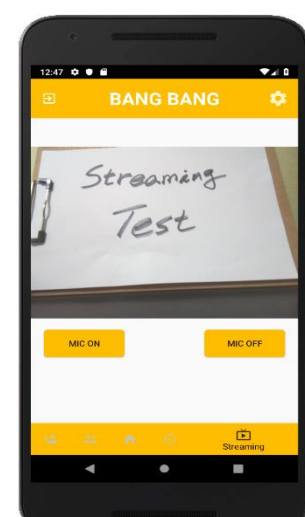 12:47
BANG BANG
Streaming
Test
MIC ON
MIC OFF
Streaming